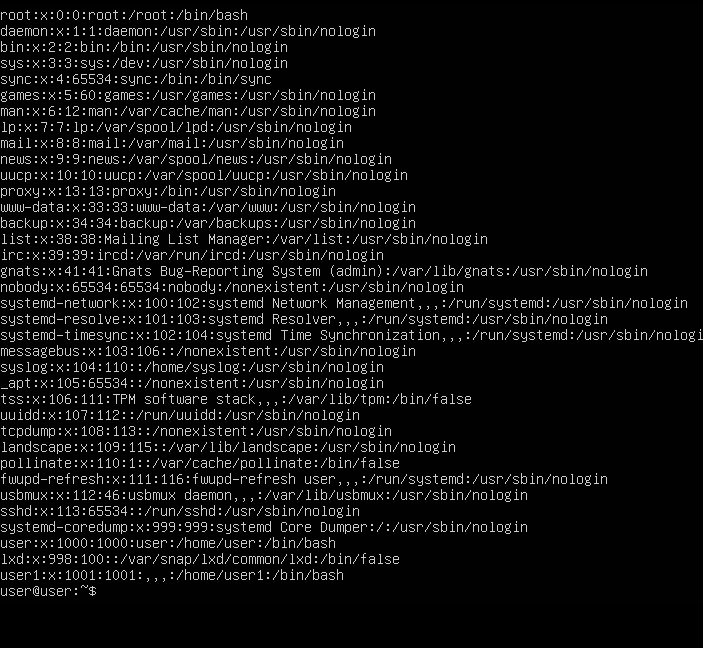 root:x:0:0:root:/root:/bin/bash
daemon:x:1:1:daemon:/usr/sbin:/usr/sbin/nologin
bin:x:2:2:bin:/bin:/usr/sbin/nologin
sys:x:3:3:sys:/dev:/usr/sbin/nologin
sync:x:4:65534:sync:/bin:/bin/sync
games:x:5:60:games:/usr/games:/usr/sbin/nologin
man:x:6:12:man:/var/cache/man:/usr/sbin/nologin
lp:x:7:7:lp:/var/spool/lpd:/usr/sbin/nologin
mail:x:8:8:mail:/var/mail:/usr/sbin/nologin
news:x:9:9:news:/var/spool/news:/usr/sbin/nologin
uucp:x:10:10:uucp:/var/spool/uucp:/usr/sbin/nologin
proxy:x:13:13:proxy:/bin:/usr/sbin/nologin
www-data:x:33:33:www-data:/var/www:/usr/sbin/nologin
backup:x:34:34:backup:/var/backups:/usr/sbin/nologin
list:x:38:38:Mailing List Manager:/var/list:/usr/sbin/nologin
irc:x:39:39:ircd:/var/run/ircd:/usr/sbin/nologin
gnats:x:41:41:Gnats Bug-Reporting System (admin):/var/lib/gnats:/usr/sbin/nologin
nobody:x:65534:65534:nobody:/nonexistent:/usr/sbin/nologin
systemd-network:x:100:102:systemd Network Management,,,:/run/systemd:/usr/sbin/nologin
systemd-resolve:x:101:103:systemd Resolver,,,:/run/systemd:/usr/sbin/nologin
systemd-timesync:x:102:104:systemd Time Synchronization,,,:/run/systemd:/usr/sbin/nologi
messagebus:x:103:106::/nonexistent:/usr/sbin/nologin
syslog:x:104:110::/home/syslog:/usr/sbin/nologin
_apt:x:105:65534::/nonexistent:/usr/sbin/nologin
tss:x:106:111:TPM software stack,,,:/var/lib/tpm:/bin/false
uuidd:x:107:112::/run/uuidd:/usr/sbin/nologin
tcpdump:x:108:113::/nonexistent:/usr/sbin/nologin
landscape:x:109:115::/var/lib/landscape:/usr/sbin/nologin
pollinate:x:110:1::/var/cache/pollinate:/bin/false
fwupd-refresh:x:111:116:fwupd-refresh user,,,:/run/systemd:/usr/sbin/nologin
usbmux:x:112:46:usbmux daemon,,,:/var/lib/usbmux:/usr/sbin/nologin
sshd:x:113:65534::/run/sshd:/usr/sbin/nologin
systemd-coredump:x:999:999:systemd Core Dumper:/:/usr/sbin/nologin
user:x:1000:1000:user:/home/user:/bin/bash
lxd:x:998:100::/var/snap/lxd/common/lxd:/bin/false
user1:x:1001:1001:,,,:/home/user1:/bin/bash
user@user:~$